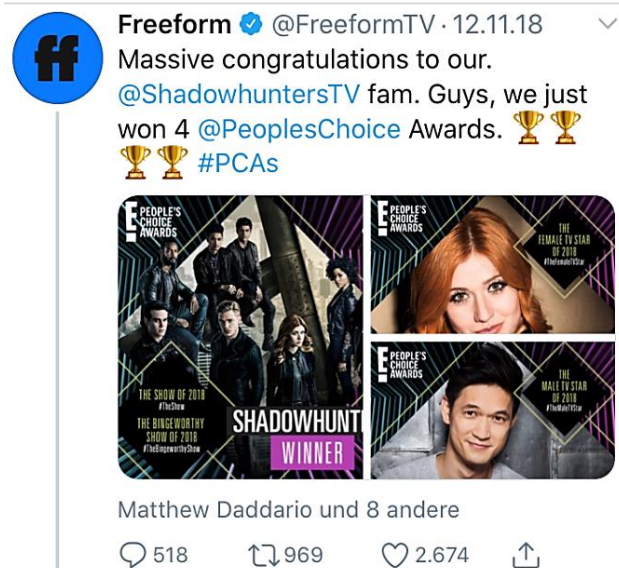 ff
Freeform @FreeformTV · 12.11.18
Massive congratulations to our.
@ShadowhuntersTV fam. Guys, we just
won 4 @PeoplesChoice Awards. 🏆🏆
🏆🏆 #PCAs
E PEOPLE'S
CHOICE
AWARDS
THE SHOW OF 2018
#TheShow
THE BINGEWORTHY
SHOW OF 2018
#TheBingeworthyShow
SHADOWHUNT
WINNER
E PEOPLE'S
CHOICE
AWARDS
THE
FEMALE TV STAR
OF 2018
#TheFemaleTVStar
E PEOPLE'S
CHOICE
AWARDS
THE
MALE TV STAR
OF 2018
#TheMaleTVStar
Matthew Daddario und 8 andere
518 969 2.674